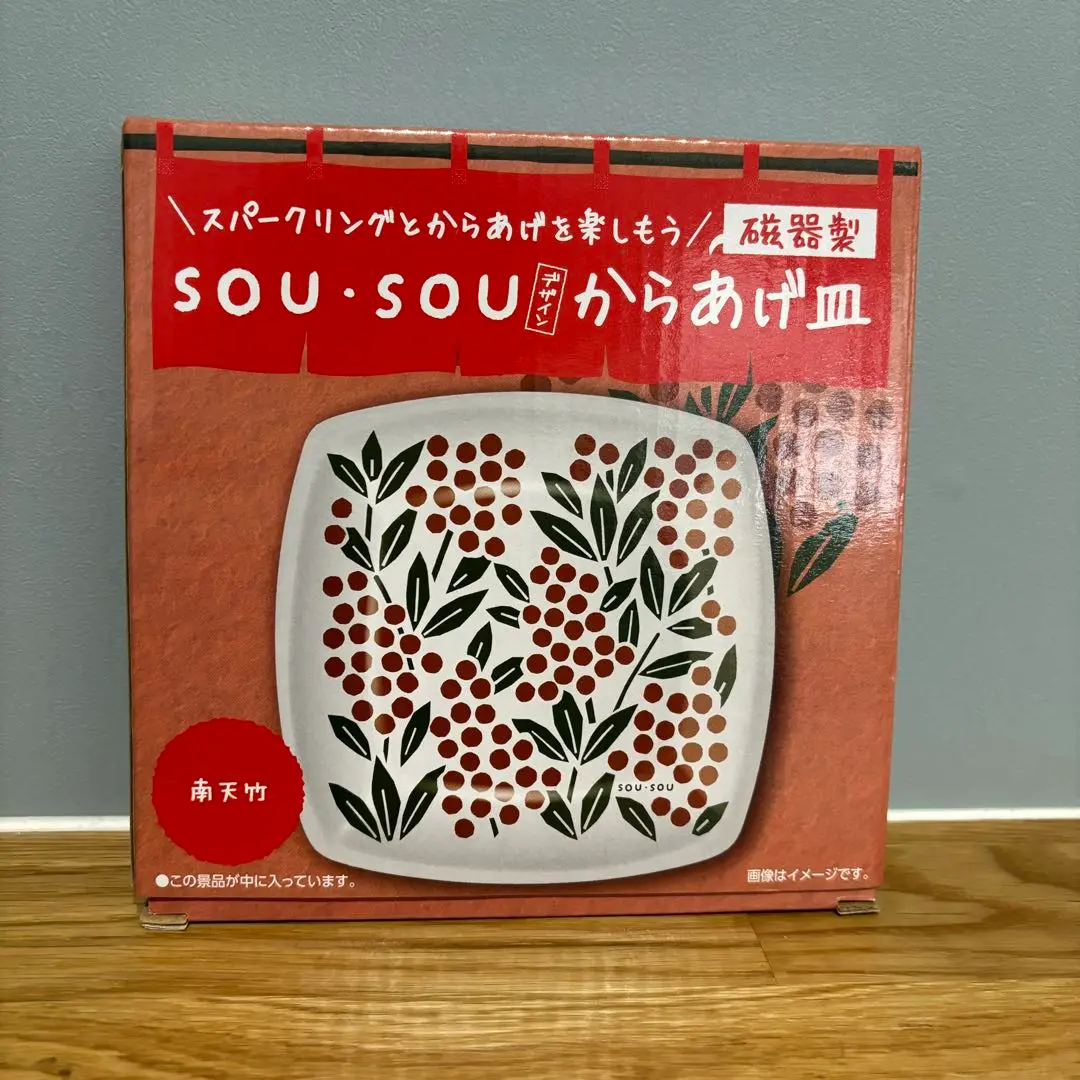 \スパークリングとからあげを楽しもう/
磁器製
SOU・SOUデザインからあげ皿
SOU・SOU
南天竹
●この景品が中に入っています。
画像はイメージです。